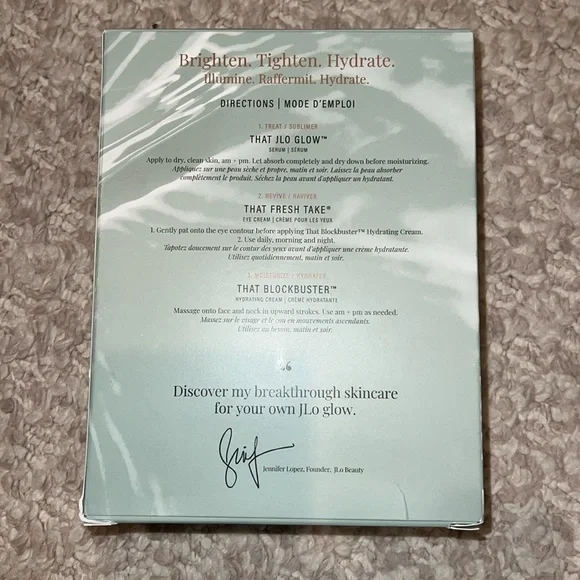 Brighten. Tighten. Hydrate.
Illumine. Raffermit. Hydrate.
DIRECTIONS | MODE D'EMPLOI
1. TREAT / SUBLIMER
THAT JLO GLOW™
SERUM | SÉRUM
Apply to dry, clean skin, am + pm. Let absorb completely and dry down before moisturizing.
Appliquez sur une peau sèche et propre, matin et soir. Laissez la peau absorber
complètement le produit. Séchez la peau avant d'appliquer un hydratant.
2. REVIVE / RAVIVER
THAT FRESH TAKE®
EYE CREAM | CRÈME POUR LES YEUX
1. Gently pat onto the eye contour before applying That Blockbuster™ Hydrating Cream.
2. Use daily, morning and night.
Tapotez doucement sur le contour des yeux avant d'appliquer une crème hydratante.
Utilisez quotidiennement, matin et soir.
3. MOISTURIZE / HYDRATER
THAT BLOCKBUSTER™
HYDRATING CREAM | CRÈME HYDRATANTE
Massage onto face and neck in upward strokes. Use am + pm as needed.
Massez sur le visage et le cou en mouvements ascendants.
Utilisez au besoin, matin et soir.
“
Discover my breakthrough skincare
for your own JLo glow.
Jennifer Lopez, Founder, JLo Beauty